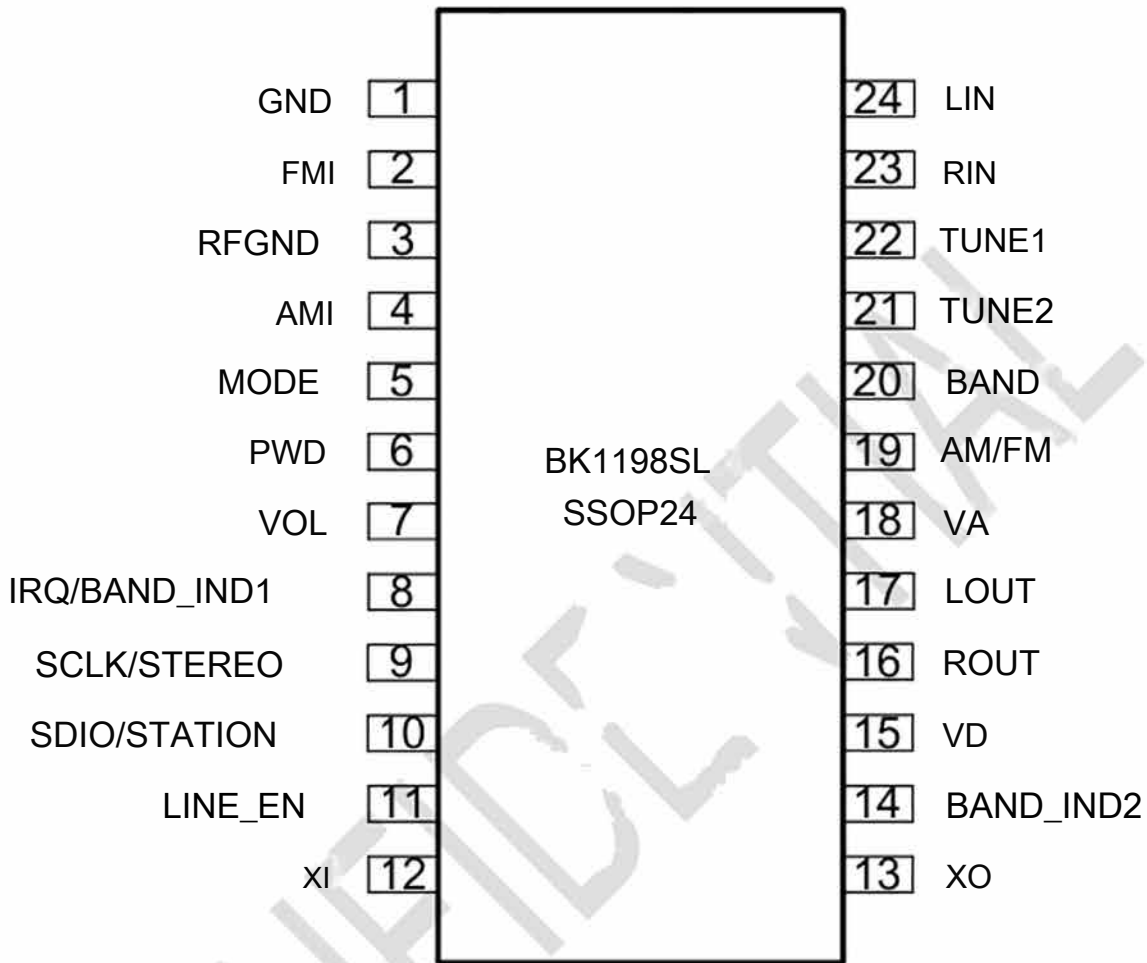 GND 1 24 LIN
FMI 2 23 RIN
RFGND 3 22 TUNE1
AMI 4 21 TUNE2
MODE 5 20 BAND
PWD 6 19 AM/FM
BK1198SL
VOL 7 18 VA
SSOP24
IRQ/BAND_IND1 8 17 LOUT
SCLK/STEREO 9 16 ROUT
SDIO/STATION 10 15 VD
LINE_EN 11 14 BAND_IND2
XI 12 13 XO